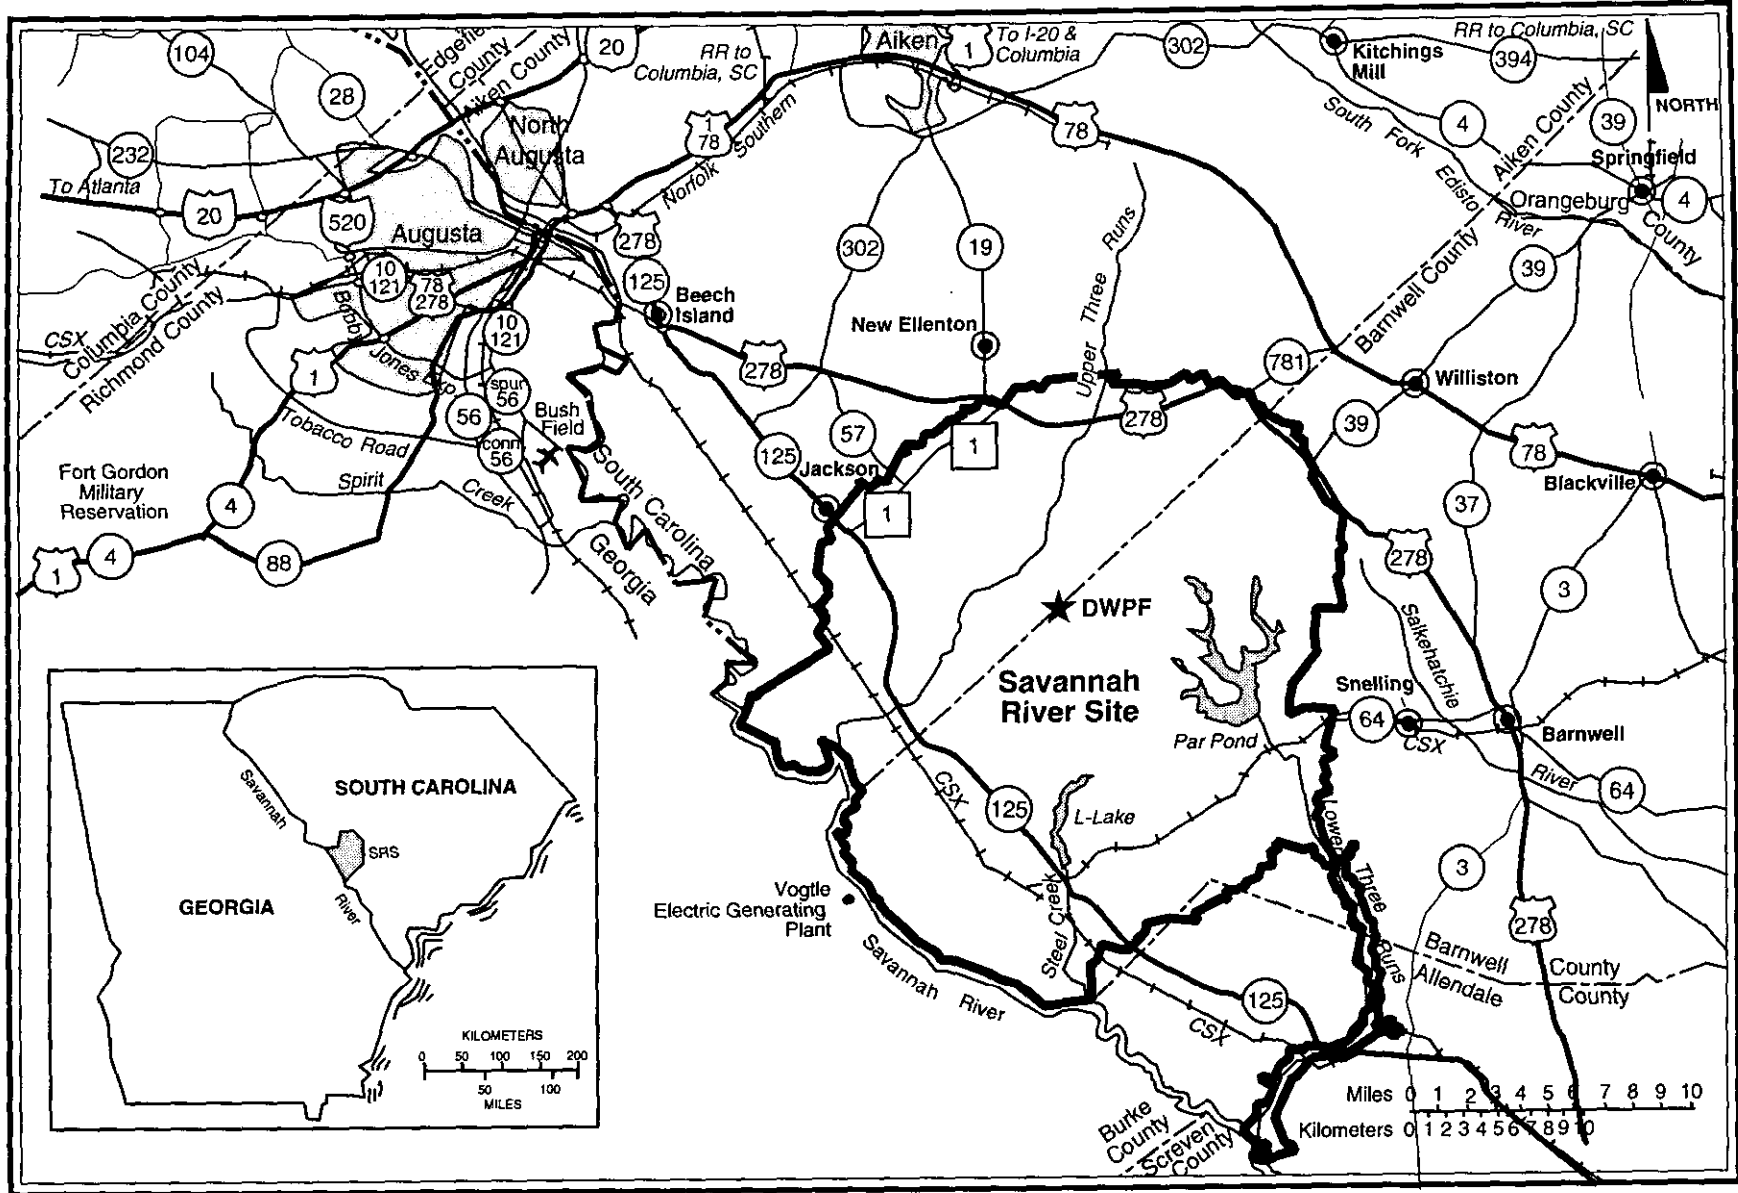 104
28
232
To Atlanta
20
520
Edgefield
County
Aiken County
20
RR to
Columbia, SC
North
Augusta
1
78
Norfolk Southern
Aiken
1
To I-20 &
Columbia
302
Kitchings
Mill
RR to Columbia, SC
394
NORTH
78
South Fork Edisto River
4
Aiken County
39
Springfield
Orangeburg
County
4
Barnwell County
39
Augusta
278
125
10
121
78
278
Columbia County
Richmond County
CSX
Bobby Jones Exp
10
121
1
Beech
Island
302
19
New Ellenton
278
Upper Three Runs
781
Williston
278
39
78
Blackville
spur
56
56
conn
56
Bush
Field
Tobacco Road
Spirit Creek
Fort Gordon
Military
Reservation
4
1
4
88
South Carolina
Georgia
125
57
Jackson
1
1
37
278
3
DWPF
Savannah
River Site
Salkehatchie
River
Snelling
64
CSX
Barnwell
64
Par Pond
L-Lake
CSX
125
Lower Three Runs
3
278
Vogtle
Electric Generating
Plant
Savannah River
Steel Creek
Barnwell County
Allendale County
125
CSX
Burke
County
Screven
County
Miles 0 1 2 3 4 5 6 7 8 9 10
Kilometers 0 1 2 3 4 5 6 7 8 9 10
SOUTH CAROLINA
GEORGIA
Savannah
River
SRS
KILOMETERS
0 50 100 150 200
50 100
MILES